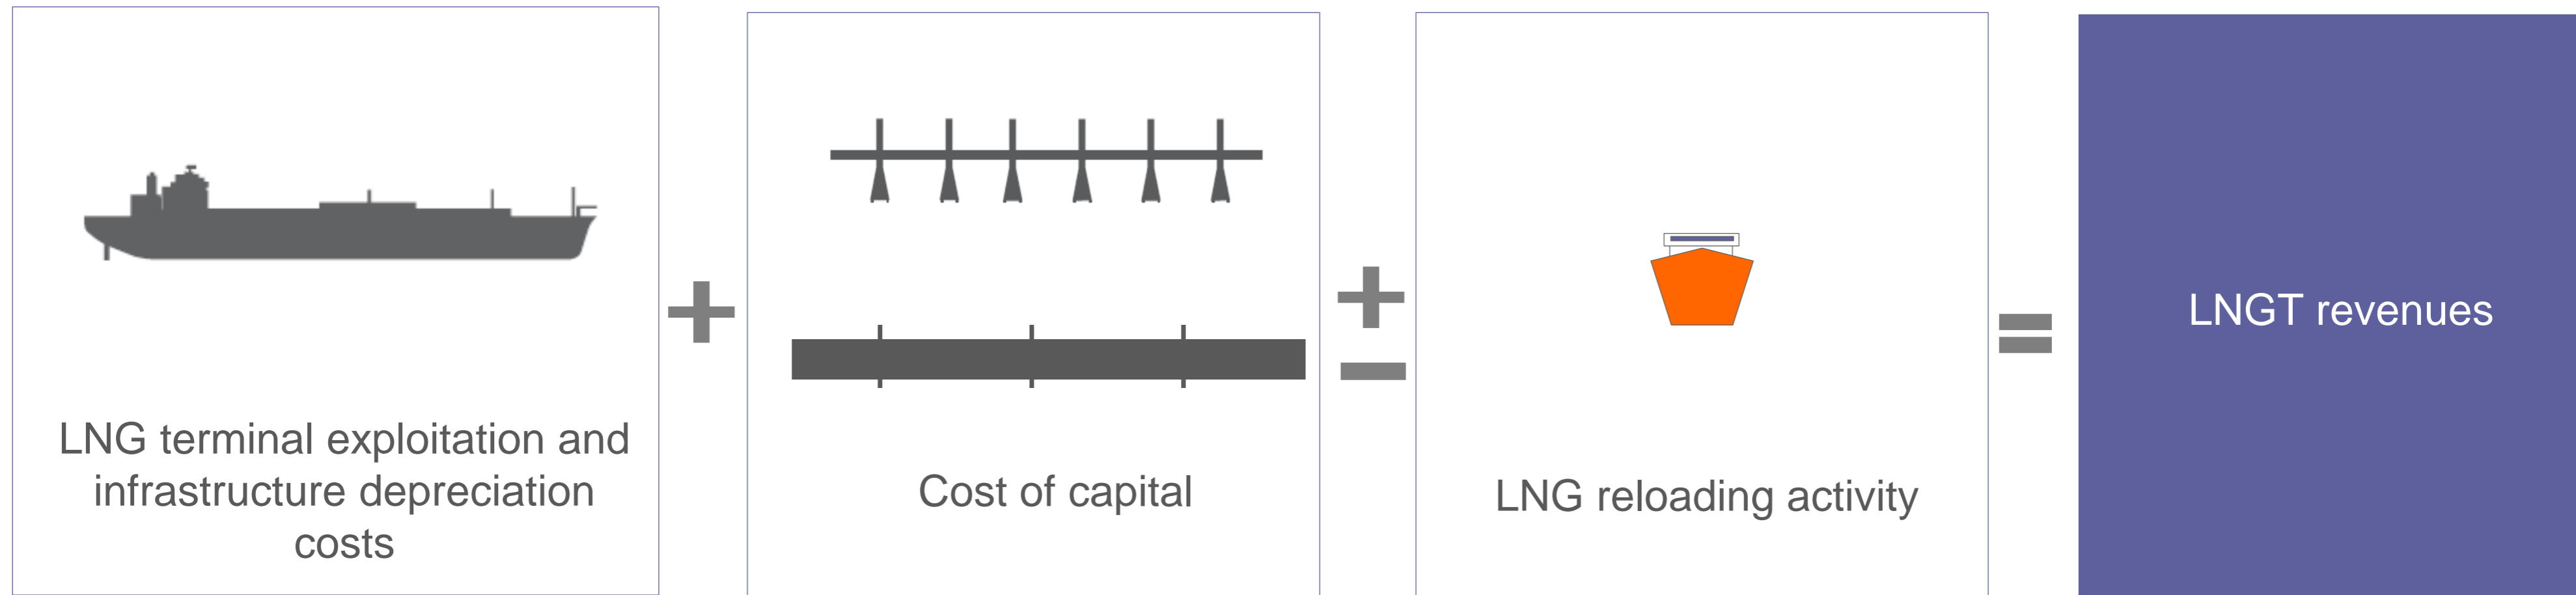 LNG terminal exploitation and
infrastructure depreciation
costs
+
Cost of capital
+
–
LNG reloading activity
=
LNGT revenues